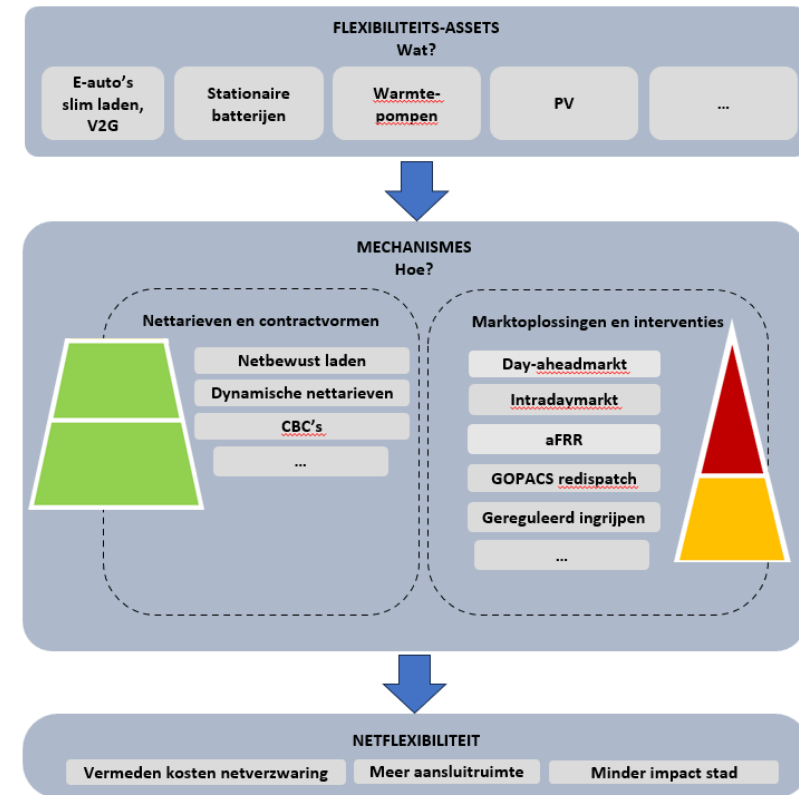 FLEXIBILITEITS-ASSETS
Wat?
E-auto's
slim laden,
V2G
Stationaire
batterijen
Warmte-
pompen
PV
...
MECHANISMES
Hoe?
Nettarieven en contractvormen
Netbewust laden
Dynamische nettarieven
CBC's
...
Marktoplossingen en interventies
Day-aheadmarkt
Intradaymarkt
aFRR
GOPACS redispatch
Gereguleerd ingrijpen
...
NETFLEXIBILITEIT
Vermeden kosten netverzwaring
Meer aansluitruimte
Minder impact stad